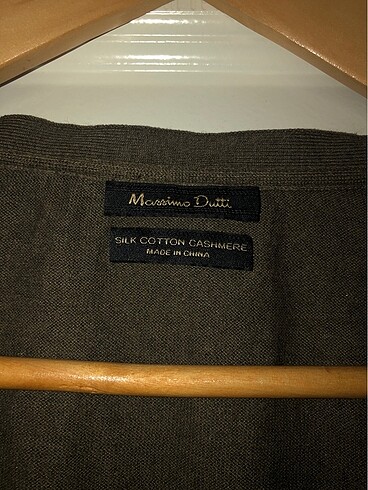 Massimo Dutti
SILK COTTON CASHMERE
MADE IN CHINA